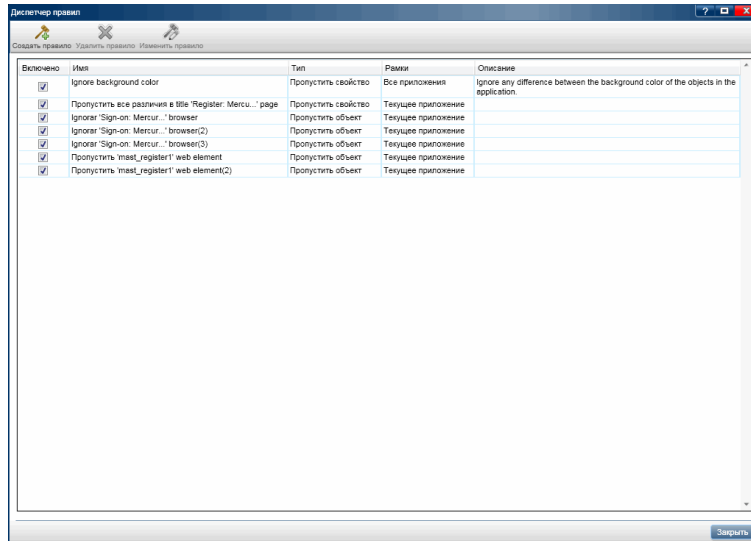 Диспетчер правил
Создать правило Удалить правило Изменить правило
Включено Имя Тип Рамки Описание
Ignore background color Пропустить свойство Все приложения Ignore any difference between the background color of the objects in the
application.
Пропустить все различия в title 'Register: Mercu...' page Пропустить свойство Текущее приложение
Ignorar 'Sign-on: Mercur...' browser Пропустить объект Текущее приложение
Ignorar 'Sign-on: Mercur...' browser(2) Пропустить объект Текущее приложение
Ignorar 'Sign-on: Mercur...' browser(3) Пропустить объект Текущее приложение
Пропустить 'mast_register1' web element Пропустить объект Текущее приложение
Пропустить 'mast_register1' web element(2) Пропустить объект Текущее приложение
Закрыть